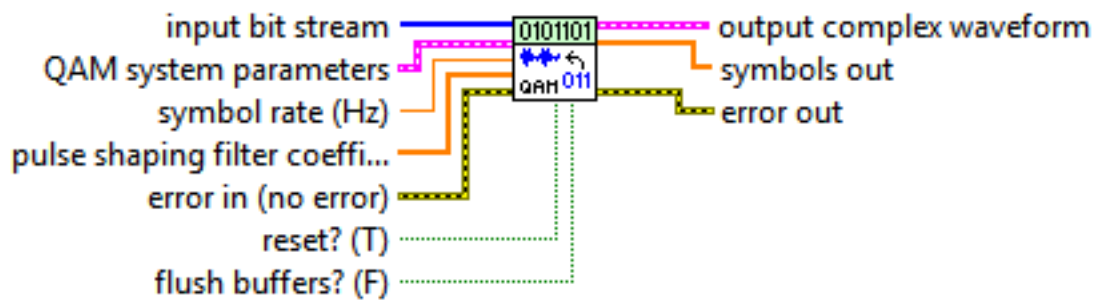 input bit stream
QAM system parameters
symbol rate (Hz)
pulse shaping filter coeffi...
error in (no error)
reset? (T)
flush buffers? (F)
0101101
QAM 011
output complex waveform
symbols out
error out